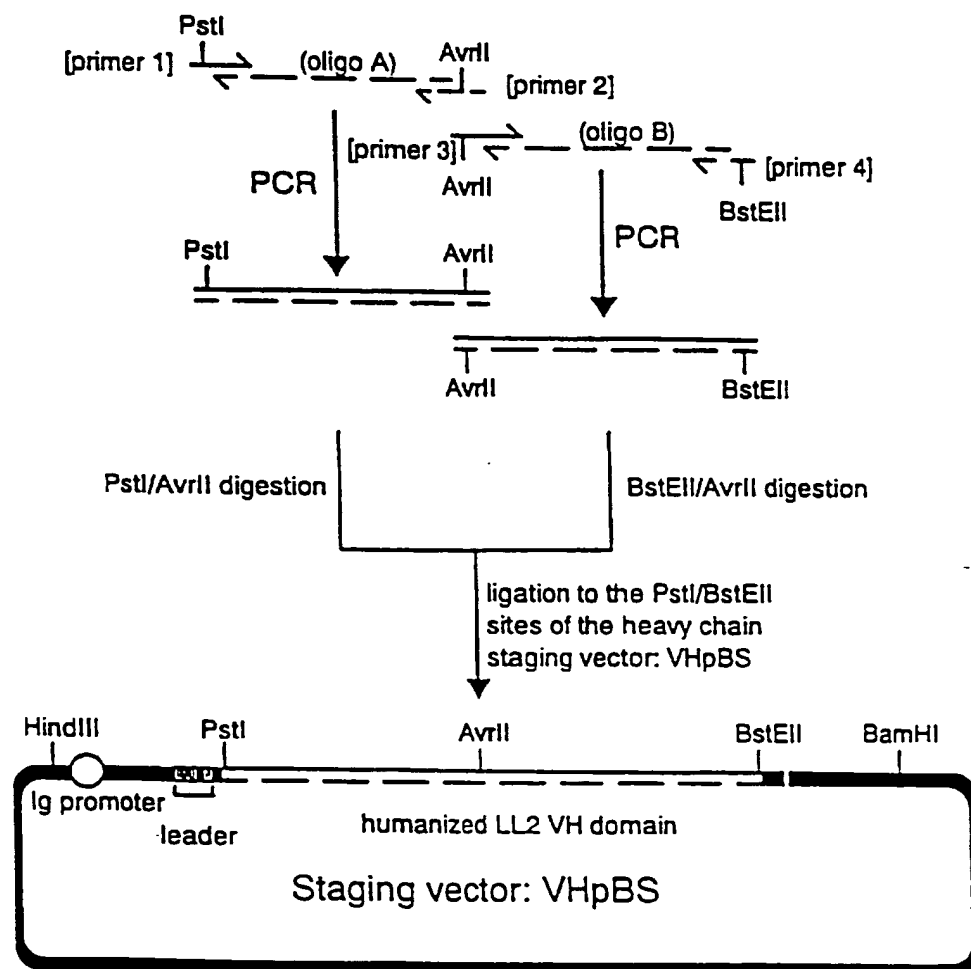 PstI
[primer 1]
(oligo A)
AvrII
[primer 2]
[primer 3]
(oligo B)
[primer 4]
AvrII
BstEII
PCR
PCR
PstI
AvrII
AvrII
BstEII
PstI/AvrII digestion
BstEII/AvrII digestion
ligation to the PstI/BstEII
sites of the heavy chain
staging vector: VHpBS
HindIII
PstI
AvrII
BstEII
BamHI
Ig promoter
leader
humanized LL2 VH domain
Staging vector: VHpBS